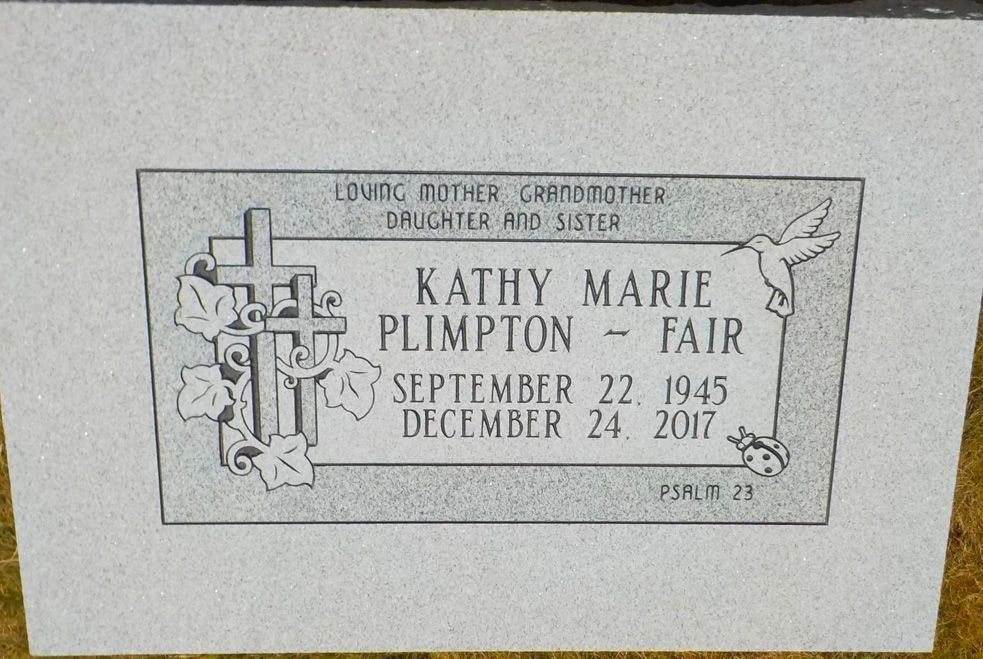 LOVING MOTHER, GRANDMOTHER
DAUGHTER AND SISTER
KATHY MARIE
PLIMPTON ~ FAIR
SEPTEMBER 22, 1945
DECEMBER 24, 2017
PSALM 23